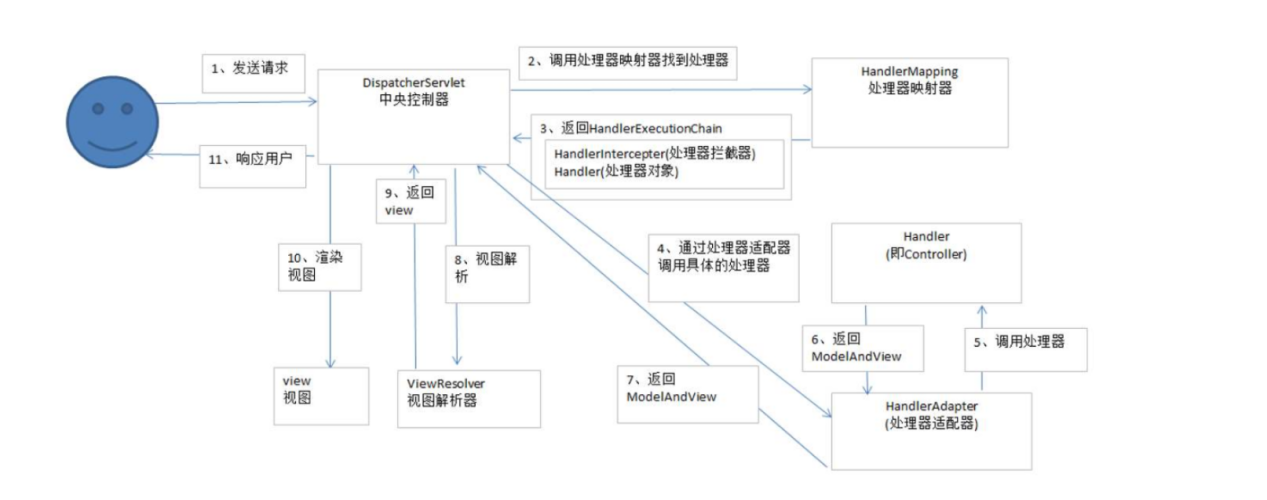 1、发送请求
DispatcherServlet
中央控制器
2、调用处理器映射器找到处理器
HandlerMapping
处理器映射器
3、返回HandlerExecutionChain
HandlerIntercepter(处理器拦截器)
Handler(处理器对象)
11、响应用户
9、返回
view
10、渲染
视图
8、视图解
析
4、通过处理器适配器
调用具体的处理器
Handler
(即Controller)
6、返回
ModelAndView
5、调用处理器
view
视图
ViewResolver
视图解析器
7、返回
ModelAndView
HandlerAdapter
(处理器适配器)